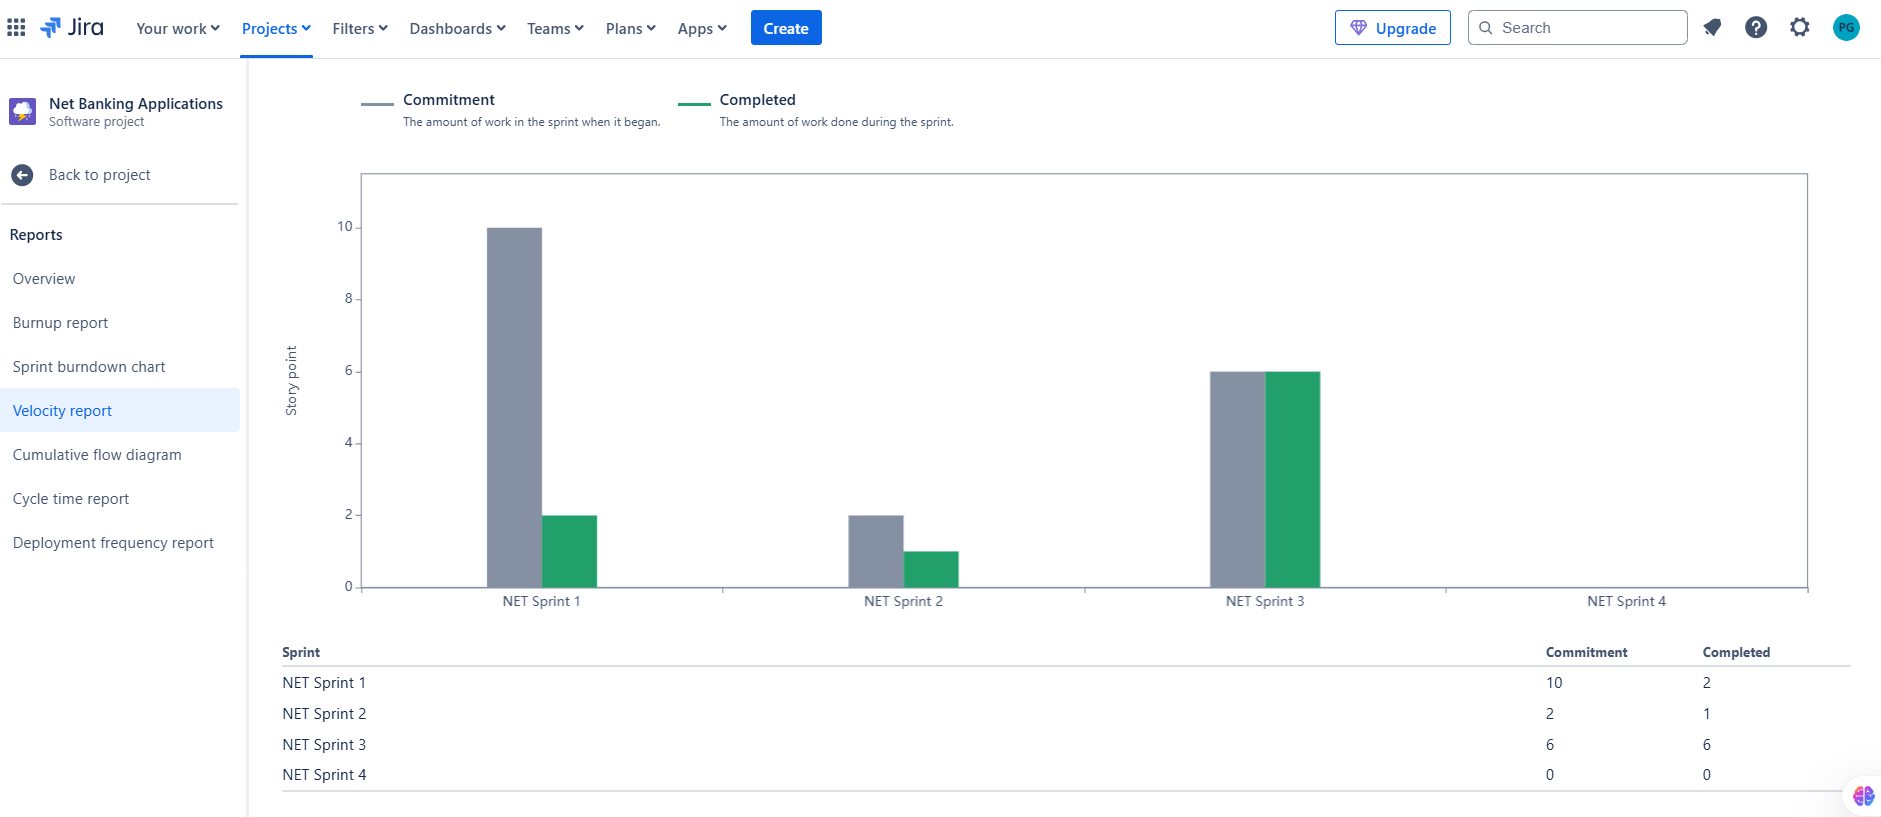 Jira Your work Projects Filters Dashboards Teams Plans Apps Create Upgrade Search PG
Net Banking Applications
Software project
Back to project
Reports
Overview
Burnup report
Sprint burndown chart
Velocity report
Cumulative flow diagram
Cycle time report
Deployment frequency report
Commitment
The amount of work in the sprint when it began.
Completed
The amount of work done during the sprint.
Story point
10
8
6
4
2
0
NET Sprint 1 NET Sprint 2 NET Sprint 3 NET Sprint 4
Sprint Commitment Completed
NET Sprint 1 10 2
NET Sprint 2 2 1
NET Sprint 3 6 6
NET Sprint 4 0 0